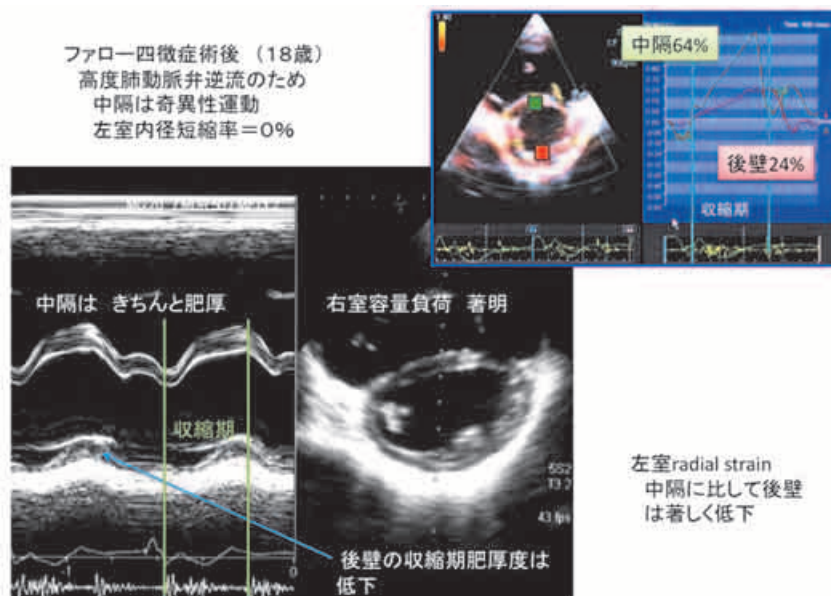 ファロー四徴症術後 （18歳）
高度肺動脈弁逆流のため
中隔は奇異性運動
左室内径短縮率＝0%
中隔64%
後壁24%
収縮期
中隔は きちんと肥厚
右室容量負荷 著明
収縮期
左室radial strain
中隔に比して後壁
は著しく低下
43 fps
後壁の収縮期肥厚度は
低下